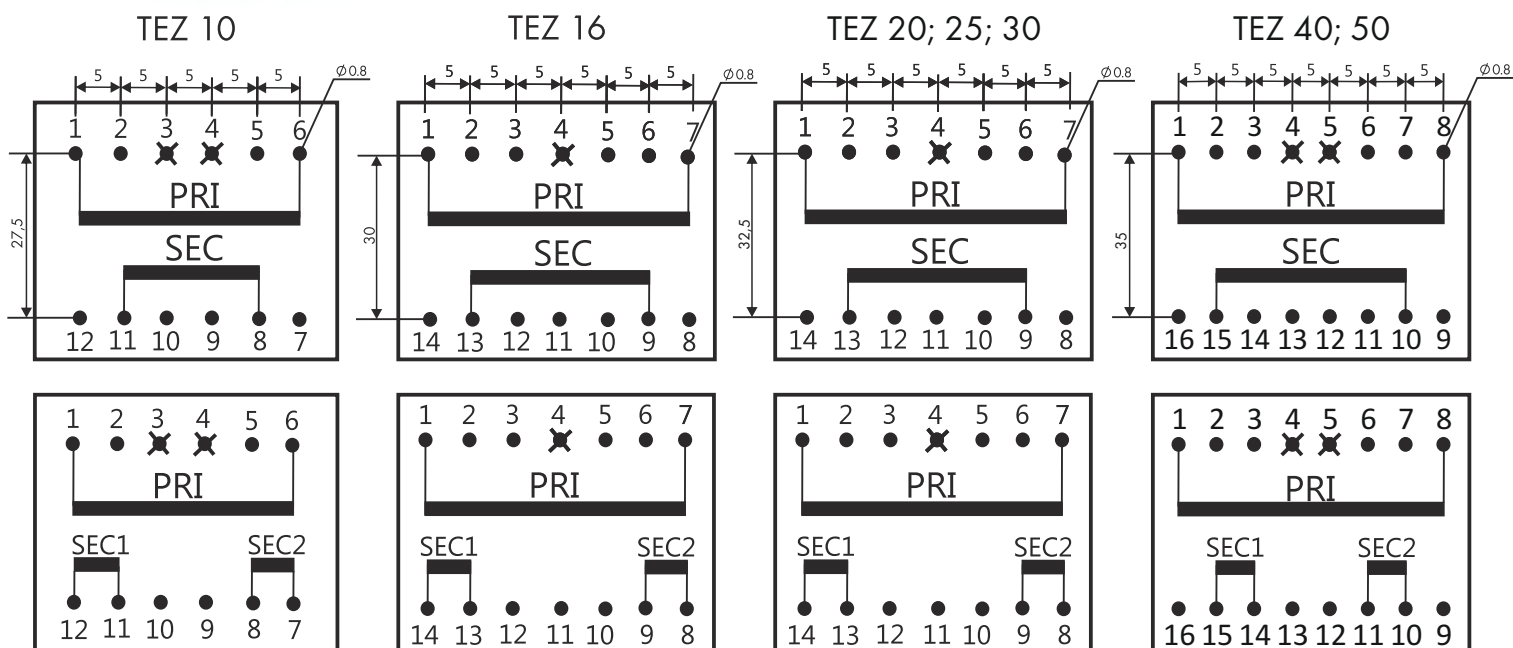 TEZ 10 TEZ 16 TEZ 20; 25; 30 TEZ 40; 50
5 5 5 5 5 Ø0.8 5 5 5 5 5 5 Ø0.8 5 5 5 5 5 5 Ø0.8 5 5 5 5 5 5 5 Ø0.8
1 2 3 4 5 6 1 2 3 4 5 6 7 1 2 3 4 5 6 7 1 2 3 4 5 6 7 8
PRI PRI PRI PRI
27,5 30 32,5 35
SEC SEC SEC SEC
12 11 10 9 8 7 14 13 12 11 10 9 8 14 13 12 11 10 9 8 16 15 14 13 12 11 10 9
1 2 3 4 5 6 1 2 3 4 5 6 7 1 2 3 4 5 6 7 1 2 3 4 5 6 7 8
PRI PRI PRI PRI
SEC1 SEC2 SEC1 SEC2 SEC1 SEC2 SEC1 SEC2
12 11 10 9 8 7 14 13 12 11 10 9 8 14 13 12 11 10 9 8 16 15 14 13 12 11 10 9